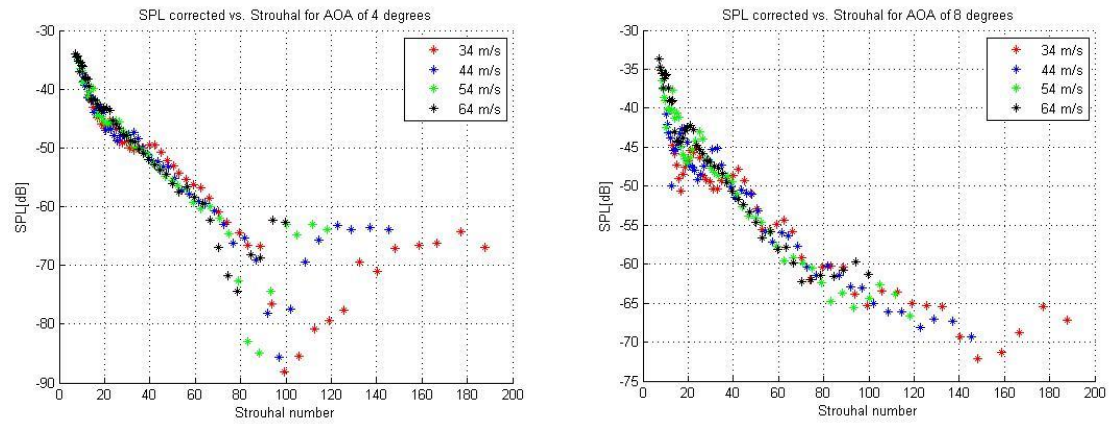 SPL corrected vs. Strouhal for AOA of 4 degrees
-30
-40
-50
-60
-70
-80
-90
SPL[dB]
0 20 40 60 80 100 120 140 160 180 200
Strouhal number
34 m/s
44 m/s
54 m/s
64 m/s
SPL corrected vs. Strouhal for AOA of 8 degrees
-30
-35
-40
-45
-50
-55
-60
-65
-70
-75
SPL[dB]
0 20 40 60 80 100 120 140 160 180 200
Strouhal number
34 m/s
44 m/s
54 m/s
64 m/s